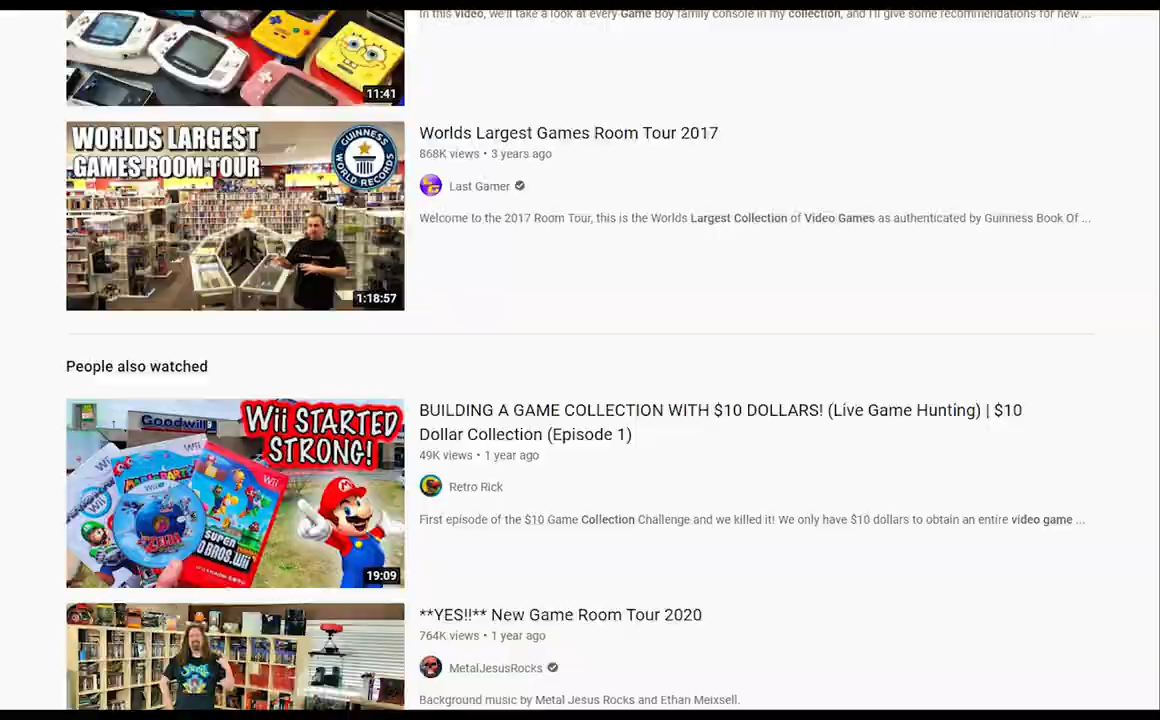 In this video, we'll take a look at every Game Boy family console in my collection, and I'll give some recommendations for new ...
11:41
WORLDS LARGEST
GAMES ROOM TOUR
GUINNESS
WORLD RECORDS
1:18:57
Worlds Largest Games Room Tour 2017
868K views • 3 years ago
Last Gamer
Welcome to the 2017 Room Tour, this is the Worlds Largest Collection of Video Games as authenticated by Guinness Book Of ...
People also watched
Goodwill
Wii STARTED
STRONG!
Wii
Wii
SUPER
BROS.Wii
19:09
BUILDING A GAME COLLECTION WITH $10 DOLLARS! (Live Game Hunting) | $10
Dollar Collection (Episode 1)
49K views • 1 year ago
Retro Rick
First episode of the $10 Game Collection Challenge and we killed it! We only have $10 dollars to obtain an entire video game ...
**YES!!** New Game Room Tour 2020
764K views • 1 year ago
MetalJesusRocks
Background music by Metal Jesus Rocks and Ethan Meixsell.